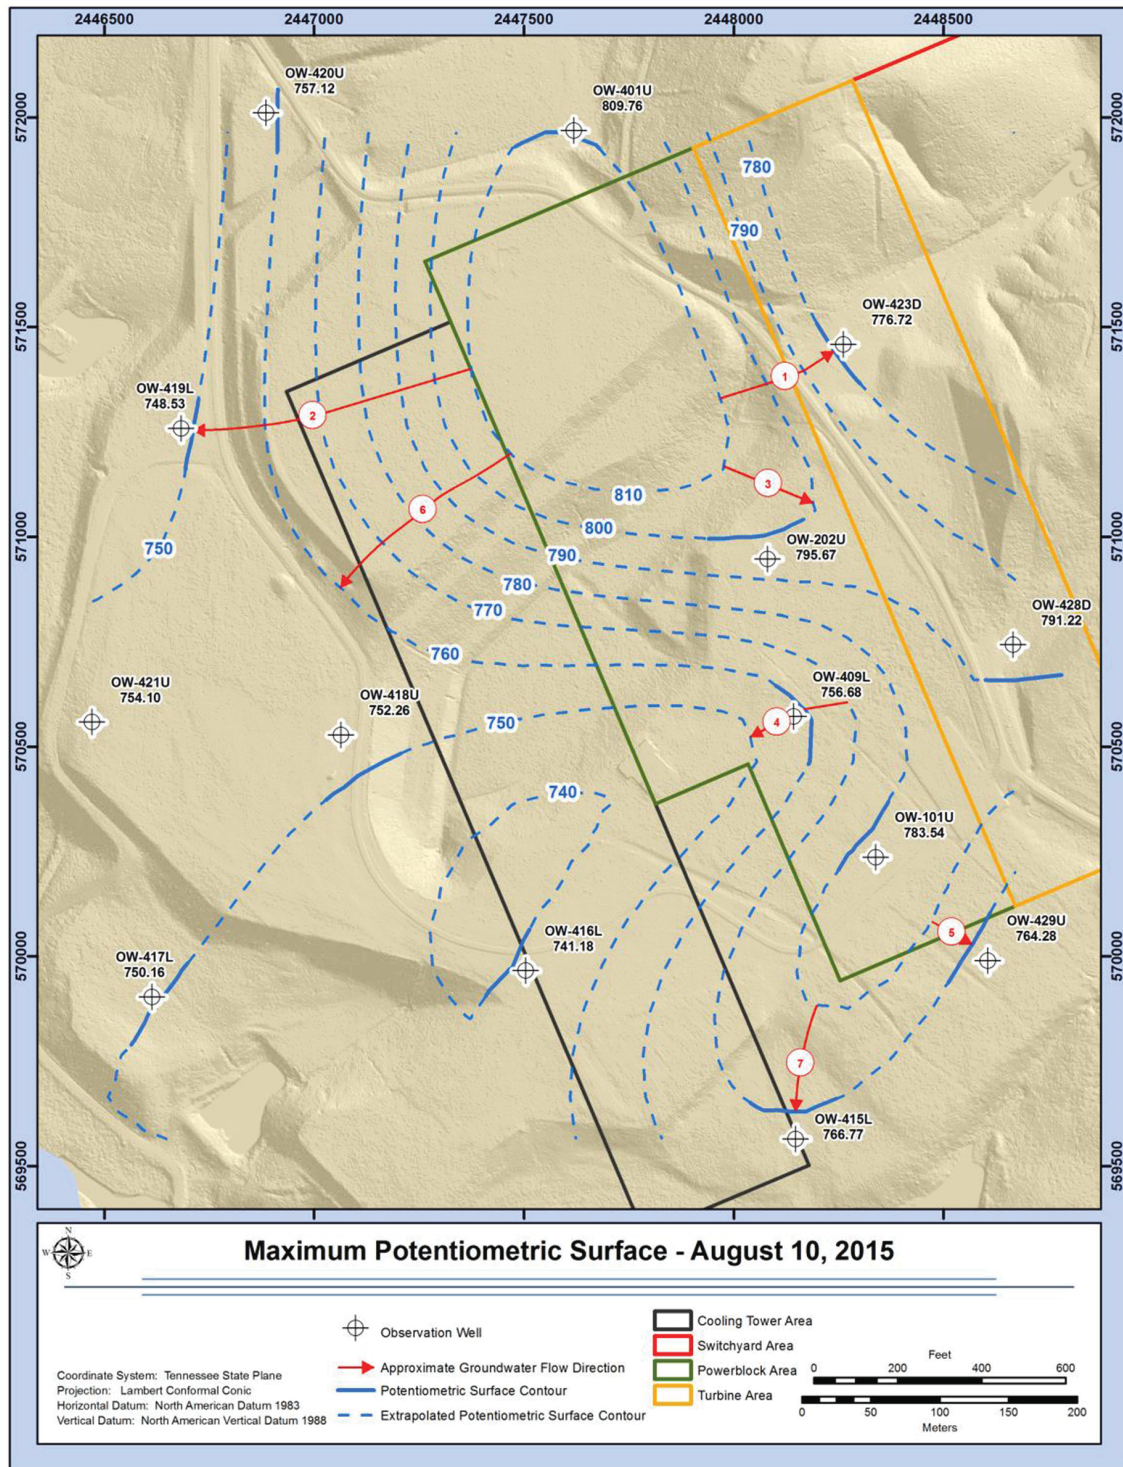 2446500 2447000 2447500 2448000 2448500
572000
571500
571000
570500
570000
569500
572000
571500
571000
570500
570000
569500
OW-420U
757.12
OW-401U
809.76
780
790
OW-423D
776.72
OW-419L
748.53
1
2
3
6
810
800
790
780
770
760
750
750
740
OW-202U
795.67
OW-428D
791.22
OW-409L
756.68
4
OW-421U
754.10
OW-418U
752.26
OW-101U
783.54
OW-429U
764.28
5
OW-416L
741.18
OW-417L
750.16
7
OW-415L
766.77
N
W E
S
Maximum Potentiometric Surface - August 10, 2015
Observation Well
Approximate Groundwater Flow Direction
Potentiometric Surface Contour
Extrapolated Potentiometric Surface Contour
Cooling Tower Area
Switchyard Area
Powerblock Area
Turbine Area
Coordinate System: Tennessee State Plane
Projection: Lambert Conformal Conic
Horizontal Datum: North American Datum 1983
Vertical Datum: North American Vertical Datum 1988
Feet
0 200 400 600
0 50 100 150 200
Meters